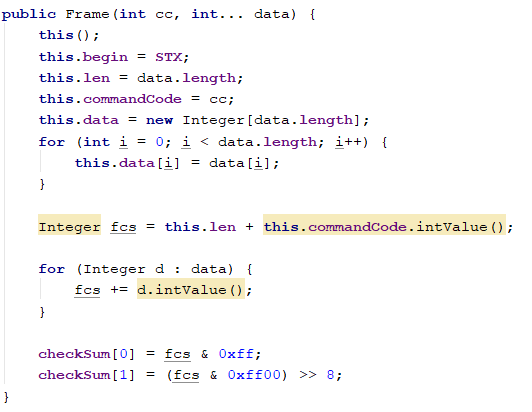 public Frame(int cc, int... data) {
    this();
    this.begin = STX;
    this.len = data.length;
    this.commandCode = cc;
    this.data = new Integer[data.length];
    for (int i = 0; i < data.length; i++) {
        this.data[i] = data[i];
    }

    Integer fcs = this.len + this.commandCode.intValue();

    for (Integer d : data) {
        fcs += d.intValue();
    }

    checkSum[0] = fcs & 0xff;
    checkSum[1] = (fcs & 0xff00) >> 8;
}